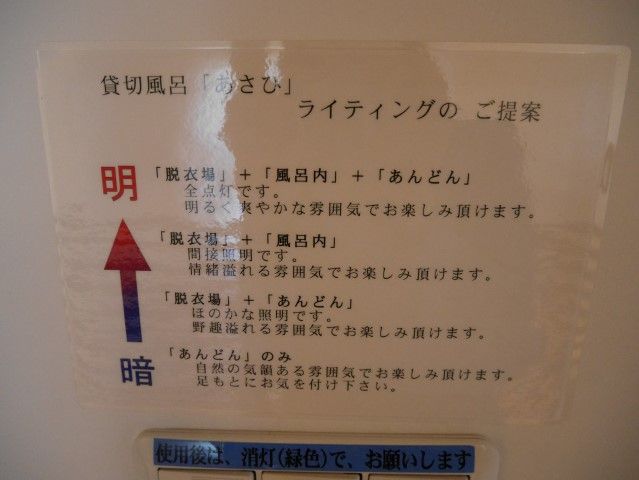 貸切風呂「あさひ」
ライティングの ご提案
明
「脱衣場」＋「風呂内」＋「あんどん」
全点灯です。
明るく爽やかな雰囲気でお楽しみ頂けます。
「脱衣場」＋「風呂内」
間接照明です。
情緒溢れる雰囲気でお楽しみ頂けます。
「脱衣場」＋「あんどん」
ほのかな照明です。
野趣溢れる雰囲気でお楽しみ頂けます。
暗
「あんどん」のみ
自然の気韻ある雰囲気でお楽しみ頂けます。
足もとにお気を付け下さい。
使用後は、消灯(緑色)で、お願いします